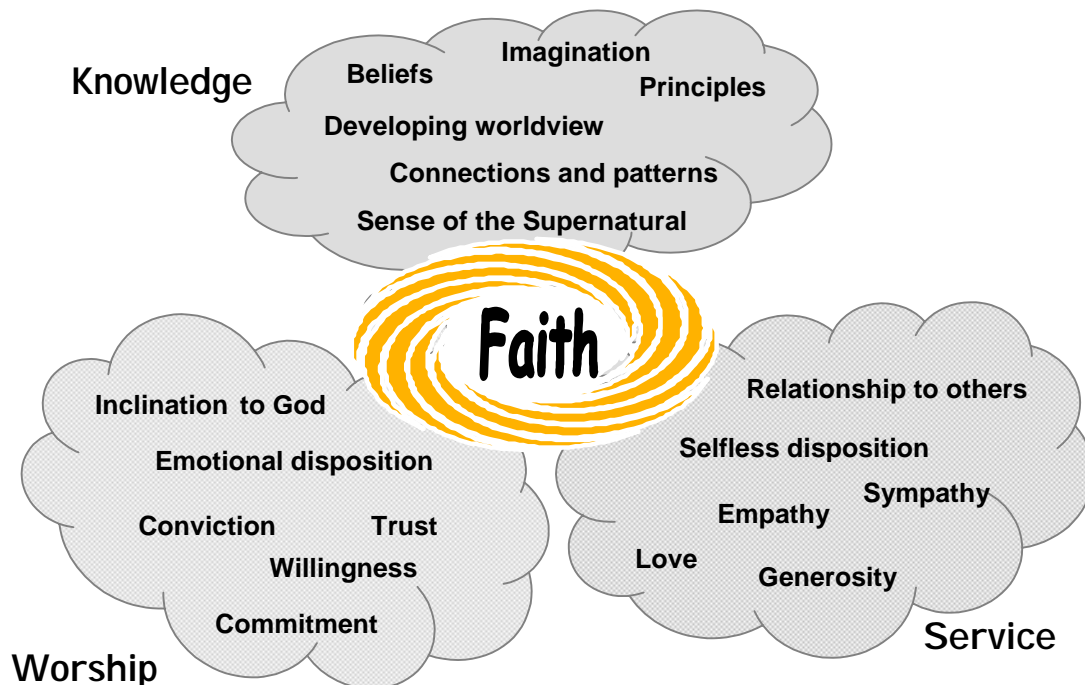 Knowledge
Imagination
Beliefs
Principles
Developing worldview
Connections and patterns
Sense of the Supernatural
Faith
Inclination to God
Emotional disposition
Conviction
Trust
Willingness
Commitment
Worship
Relationship to others
Selfless disposition
Sympathy
Empathy
Love
Generosity
Service